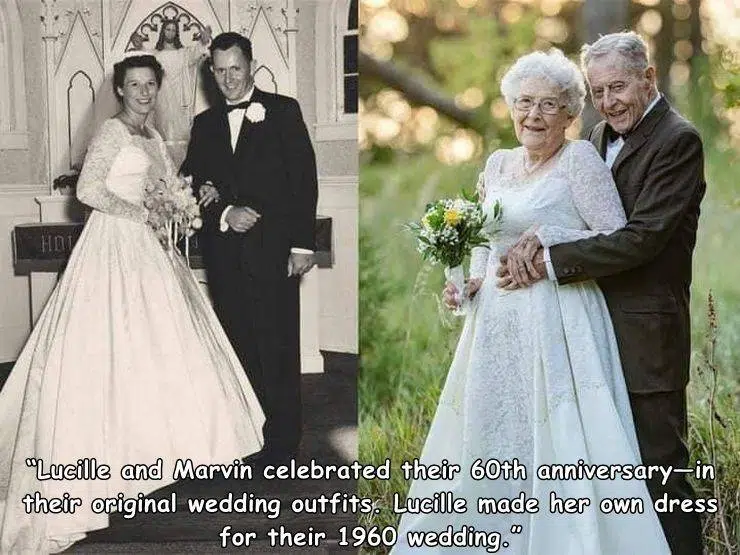 HO
"Lucille and Marvin celebrated their 60th anniversary—in
their original wedding outfits. Lucille made her own dress
for their 1960 wedding."